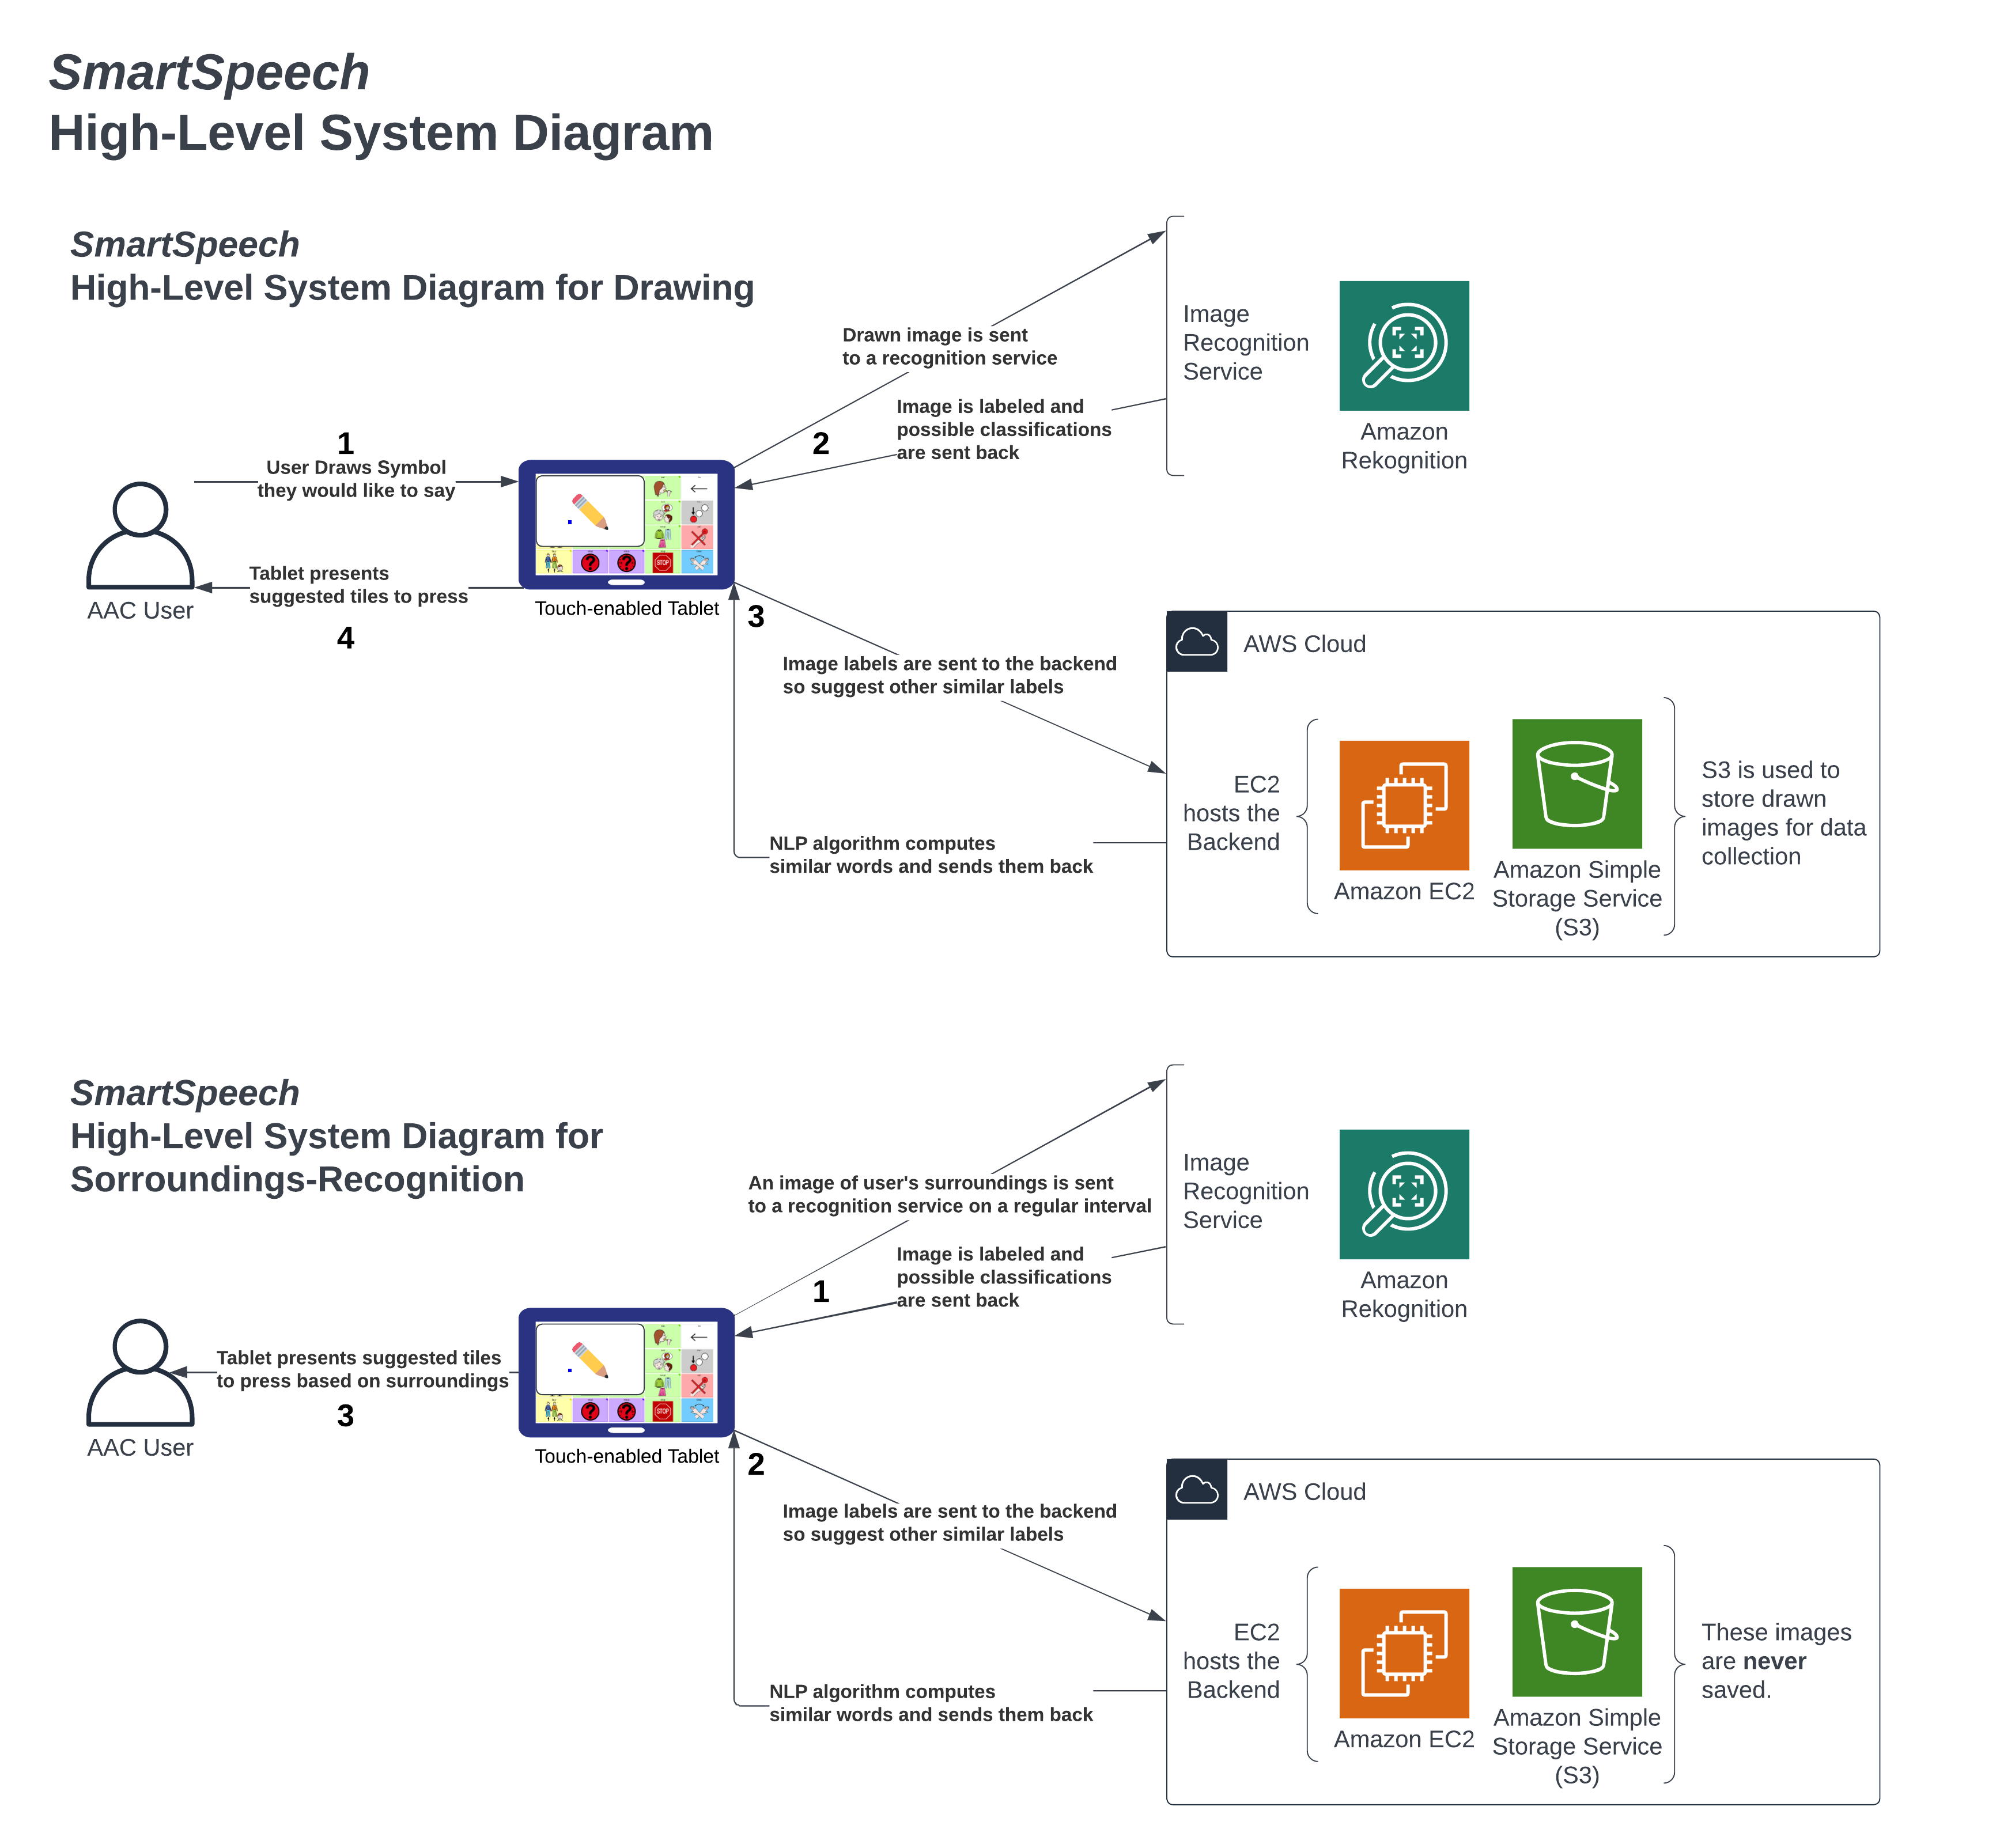 SmartSpeech
High-Level System Diagram
SmartSpeech
High-Level System Diagram for Drawing
Drawn image is sent
to a recognition service
Image
Recognition
Service
Amazon
Rekognition
Image is labeled and
possible classifications
are sent back
2
1
User Draws Symbol
they would like to say
AAC User
Tablet presents
suggested tiles to press
4
STOP
Touch-enabled Tablet
3
Image labels are sent to the backend
so suggest other similar labels
NLP algorithm computes
similar words and sends them back
AWS Cloud
EC2
hosts the
Backend
Amazon EC2
Amazon Simple
Storage Service
(S3)
S3 is used to
store drawn
images for data
collection
SmartSpeech
High-Level System Diagram for
Sorroundings-Recognition
An image of user's surroundings is sent
to a recognition service on a regular interval
Image
Recognition
Service
Amazon
Rekognition
Image is labeled and
possible classifications
are sent back
1
Tablet presents suggested tiles
to press based on surroundings
3
AAC User
STOP
Touch-enabled Tablet
2
Image labels are sent to the backend
so suggest other similar labels
NLP algorithm computes
similar words and sends them back
AWS Cloud
EC2
hosts the
Backend
Amazon EC2
Amazon Simple
Storage Service
(S3)
These images
are never
saved.